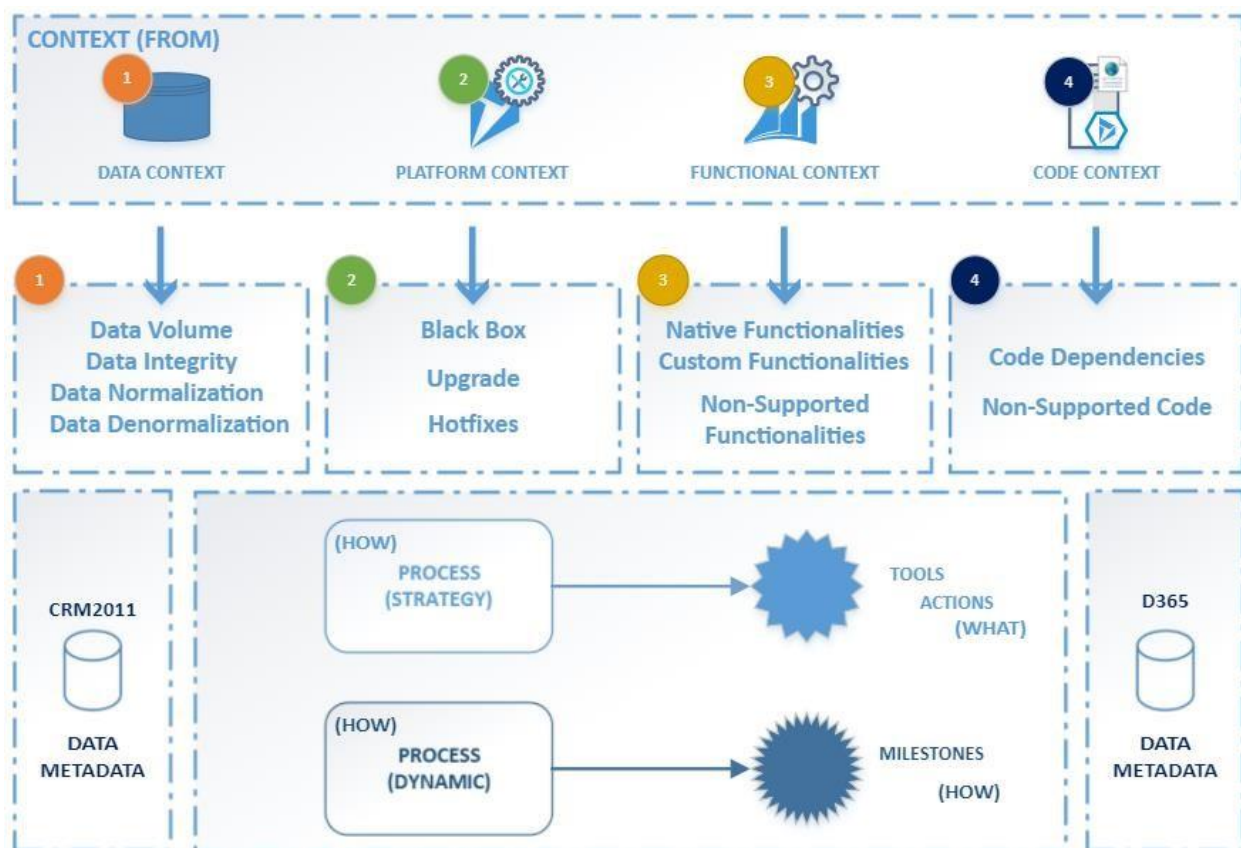 CONTEXT (FROM)
1
2
3
4
DATA CONTEXT
PLATFORM CONTEXT
FUNCTIONAL CONTEXT
CODE CONTEXT
1
Data Volume
Data Integrity
Data Normalization
Data Denormalization
2
Black Box
Upgrade
Hotfixes
3
Native Functionalities
Custom Functionalities
Non-Supported
Functionalities
4
Code Dependencies
Non-Supported Code
CRM2011
DATA
METADATA
(HOW)
PROCESS
(STRATEGY)
TOOLS
ACTIONS
(WHAT)
(HOW)
PROCESS
(DYNAMIC)
MILESTONES
(HOW)
D365
DATA
METADATA